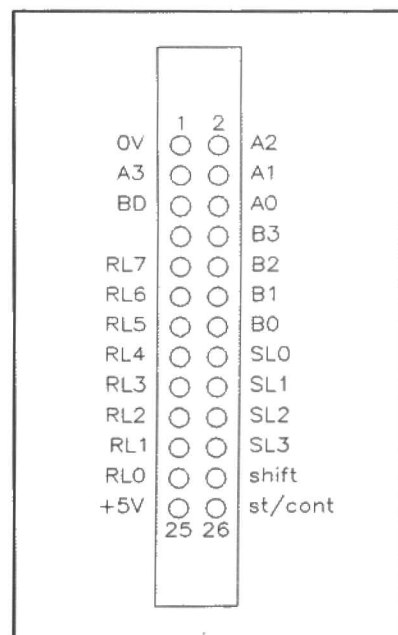 1 2
0V A2
A3 A1
BD A0
B3
RL7 B2
RL6 B1
RL5 B0
RL4 SL0
RL3 SL1
RL2 SL2
RL1 SL3
RL0 shift
+5V st/cont
25 26